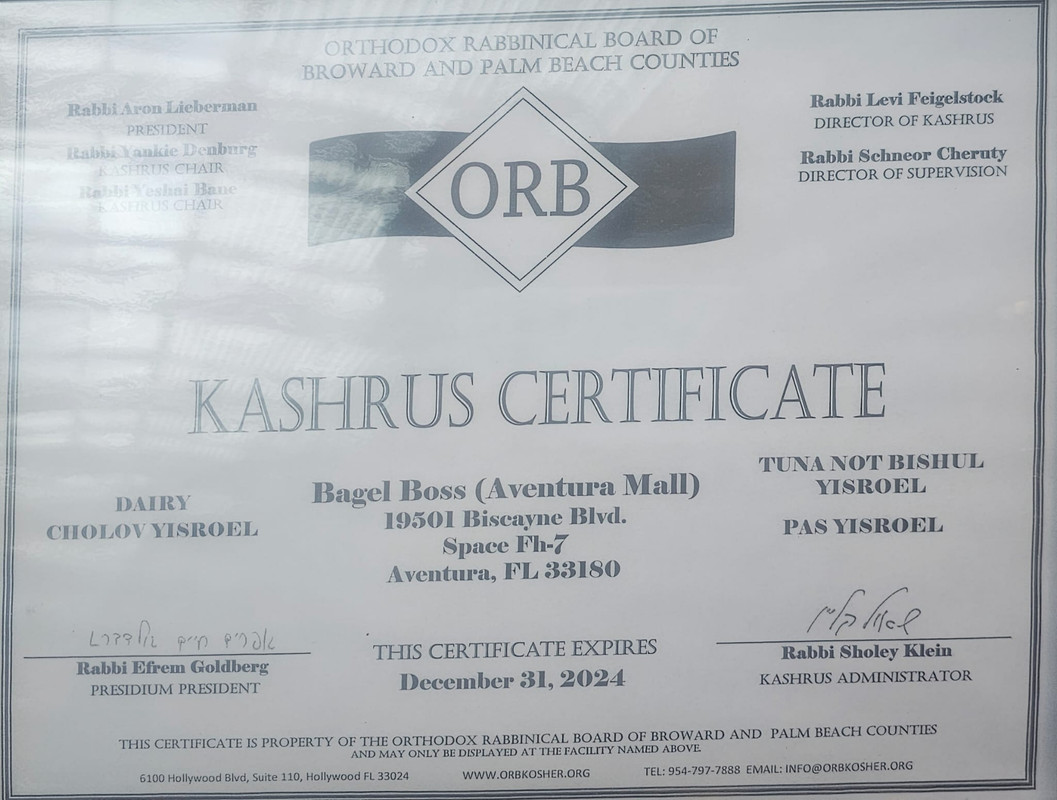 ORTHODOX RABBINICAL BOARD OF
BROWARD AND PALM BEACH COUNTIES
Rabbi Aron Lieberman
PRESIDENT
Rabbi Yankie Denburg
KASHRUS CHAIR
Rabbi Yeshai Bane
KASHRUS CHAIR
ORB
Rabbi Levi Feigelstock
DIRECTOR OF KASHRUS
Rabbi Schneor Cheruty
DIRECTOR OF SUPERVISION
KASHRUS CERTIFICATE
DAIRY
CHOLOV YISROEL
Bagel Boss (Aventura Mall)
19501 Biscayne Blvd.
Space Fh-7
Aventura, FL 33180
TUNA NOT BISHUL
YISROEL
PAS YISROEL
אפרים חיים
Rabbi Efrem Goldberg
PRESIDIUM PRESIDENT
THIS CERTIFICATE EXPIRES
December 31, 2024
Rabbi Sholey Klein
KASHRUS ADMINISTRATOR
THIS CERTIFICATE IS PROPERTY OF THE ORTHODOX RABBINICAL BOARD OF BROWARD AND PALM BEACH COUNTIES
AND MAY ONLY BE DISPLAYED AT THE FACILITY NAMED ABOVE.
6100 Hollywood Blvd, Suite 110, Hollywood FL 33024 WWW.ORBKOSHER.ORG TEL: 954-797-7888 EMAIL: INFO@ORBKOSHER.ORG